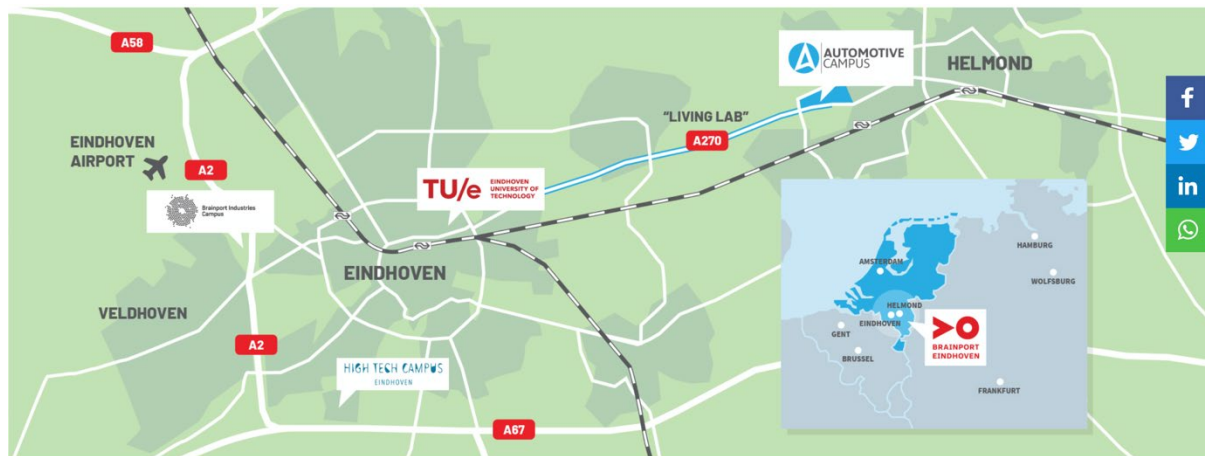 A58
AUTOMOTIVE
CAMPUS
HELMOND
"LIVING LAB"
A270
EINDHOVEN
AIRPORT
A2
TU/e
EINDHOVEN
UNIVERSITY OF
TECHNOLOGY
Brainport Industries
Campus
EINDHOVEN
VELDHOVEN
A2
HIGH TECH CAMPUS
EINDHOVEN
A67
HAMBURG
AMSTERDAM
WOLFSBURG
HELMOND
EINDHOVEN
GENT
BRUSSEL
BRAINPORT
EINDHOVEN
FRANKFURT
f
in